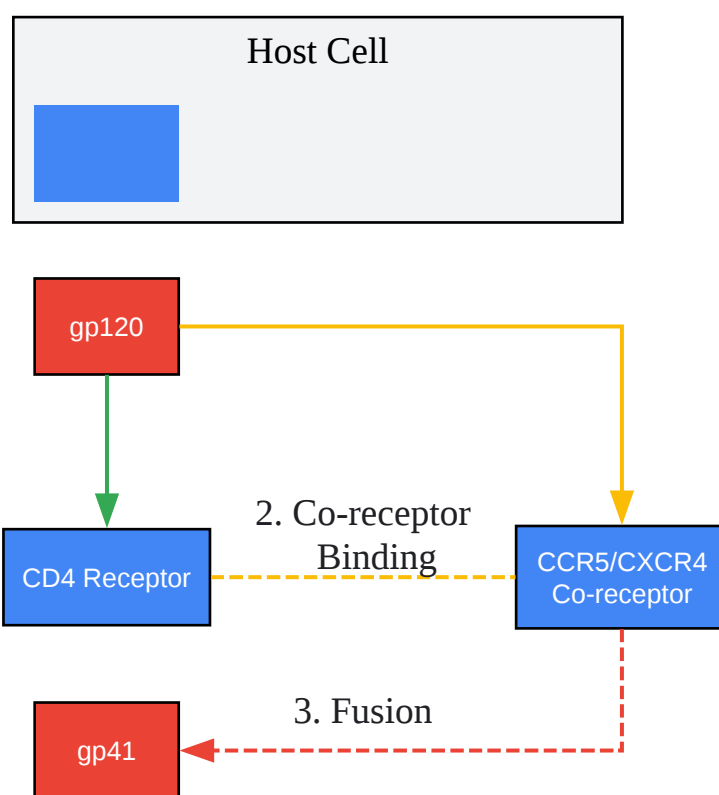 Host Cell
gp120
2. Co-receptor
Binding
CD4 Receptor
CCR5/CXCR4
Co-receptor
3. Fusion
gp41